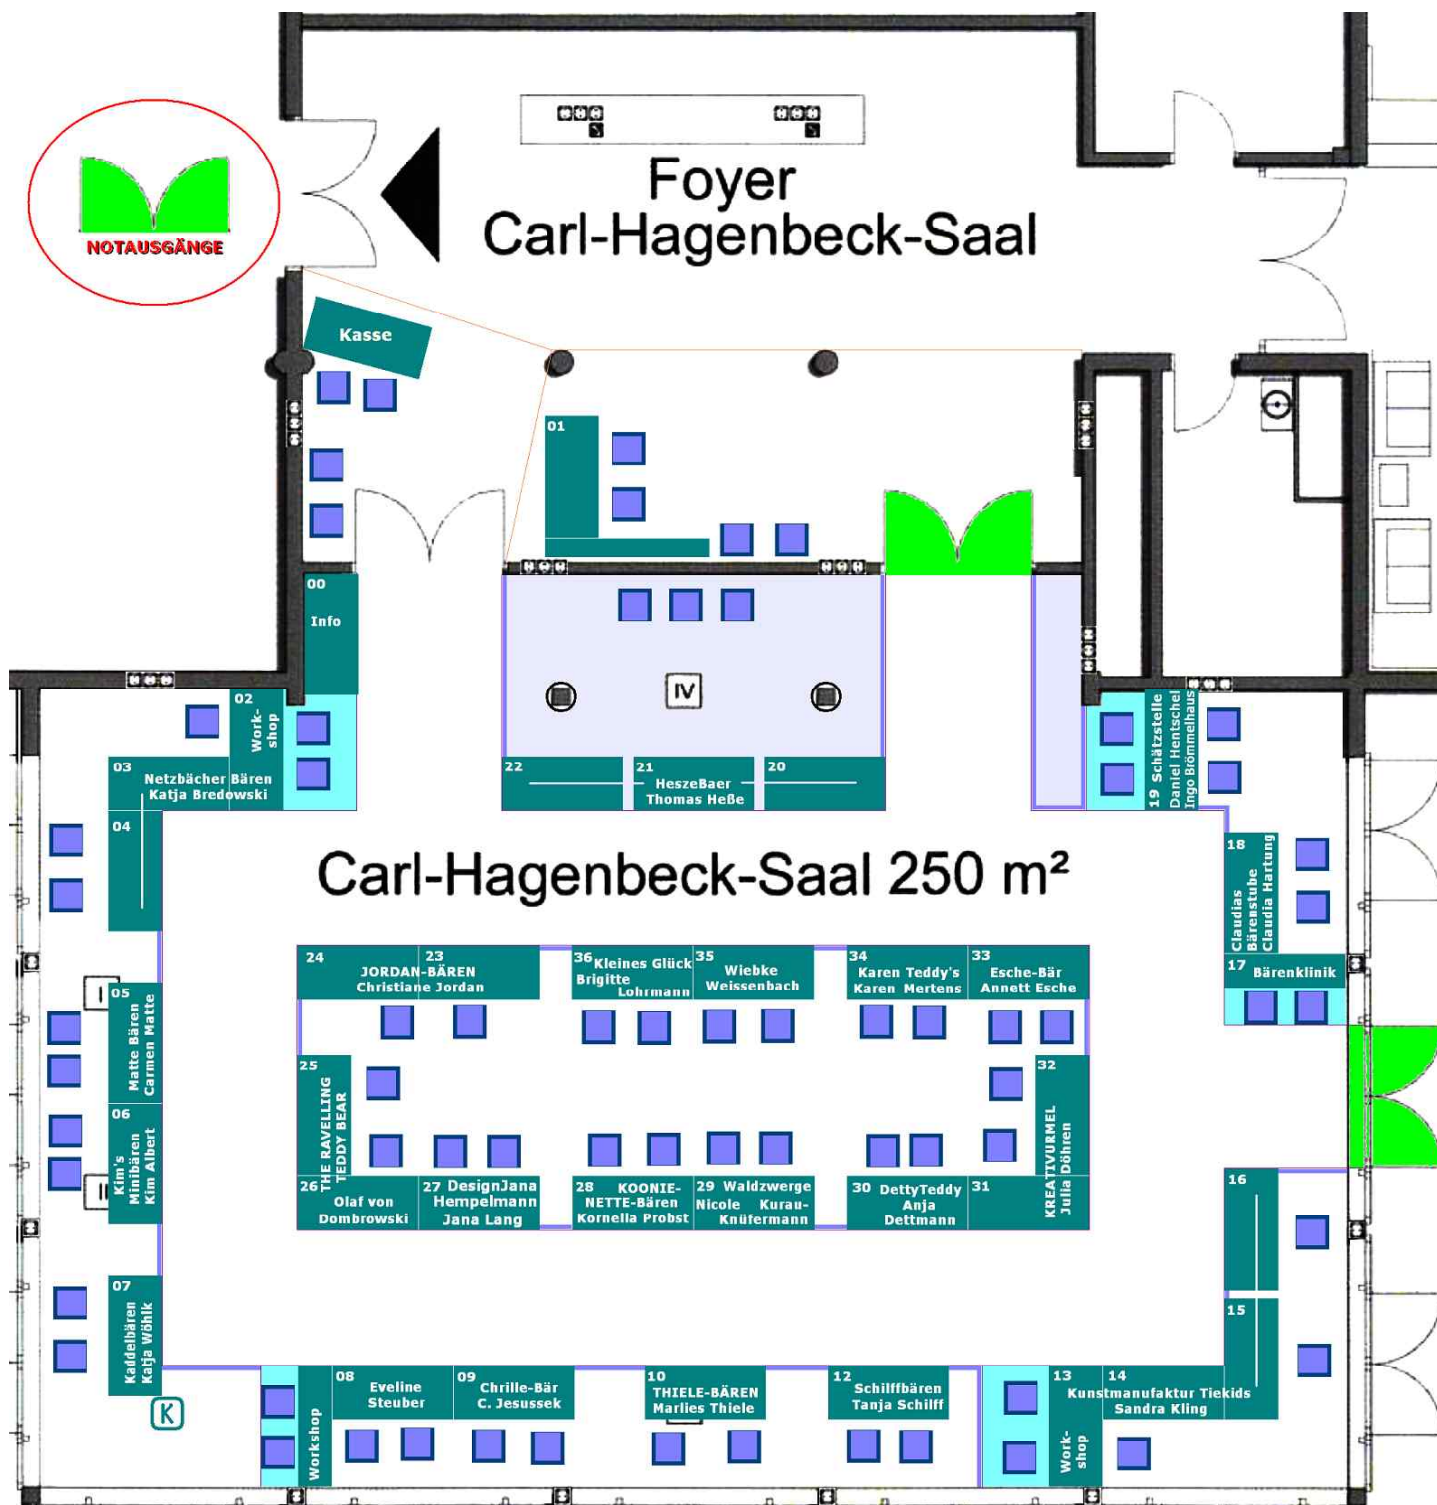 Foyer
Carl-Hagenbeck-Saal
NOTAUSGÄNGE
Kasse
01
00
Info
IV
02
Work-
shop
03
Netzbächer Bären
Katja Bredowski
04
22
21
HeszeBaer
Thomas Heße
20
19 Schätzstelle
Daniel Hentschel
Ingo Brömmelhaus
Carl-Hagenbeck-Saal 250 m²
18
Claudias
Bärenstube
Claudia Hartung
17
Bärenklinik
24
23
JORDAN-BÄREN
Christiane Jordan
36
Kleines Glück
Brigitte
Lohrmann
35
Wiebke
Weissenbach
34
Karen Teddy's
Karen Mertens
33
Esche-Bär
Annett Esche
I
05
Matte Bären
Carmen Matte
06
Kim's
Minibären
Kim Albert
25
THE RAVELLING
TEDDY BEAR
32
KREATIVURMEL
Julia Döhren
26
Olaf von
Dombrowski
27
DesignJana
Hempelmann
Jana Lang
28
KOONIE-
NETTE-BÄREN
Kornelia Probst
29
Waldzwerge
Nicole Kurau-
Knüfermann
30
DettyTeddy
Anja
Dettmann
31
16
15
07
Kaddelbären
Katja Wöhlk
K
Workshop
08
Eveline
Steuber
09
Chrille-Bär
C. Jesussek
10
THIELE-BÄREN
Marlies Thiele
12
Schilffbären
Tanja Schilff
13
Work-
shop
14
Kunstmanufaktur Tiekids
Sandra Kling